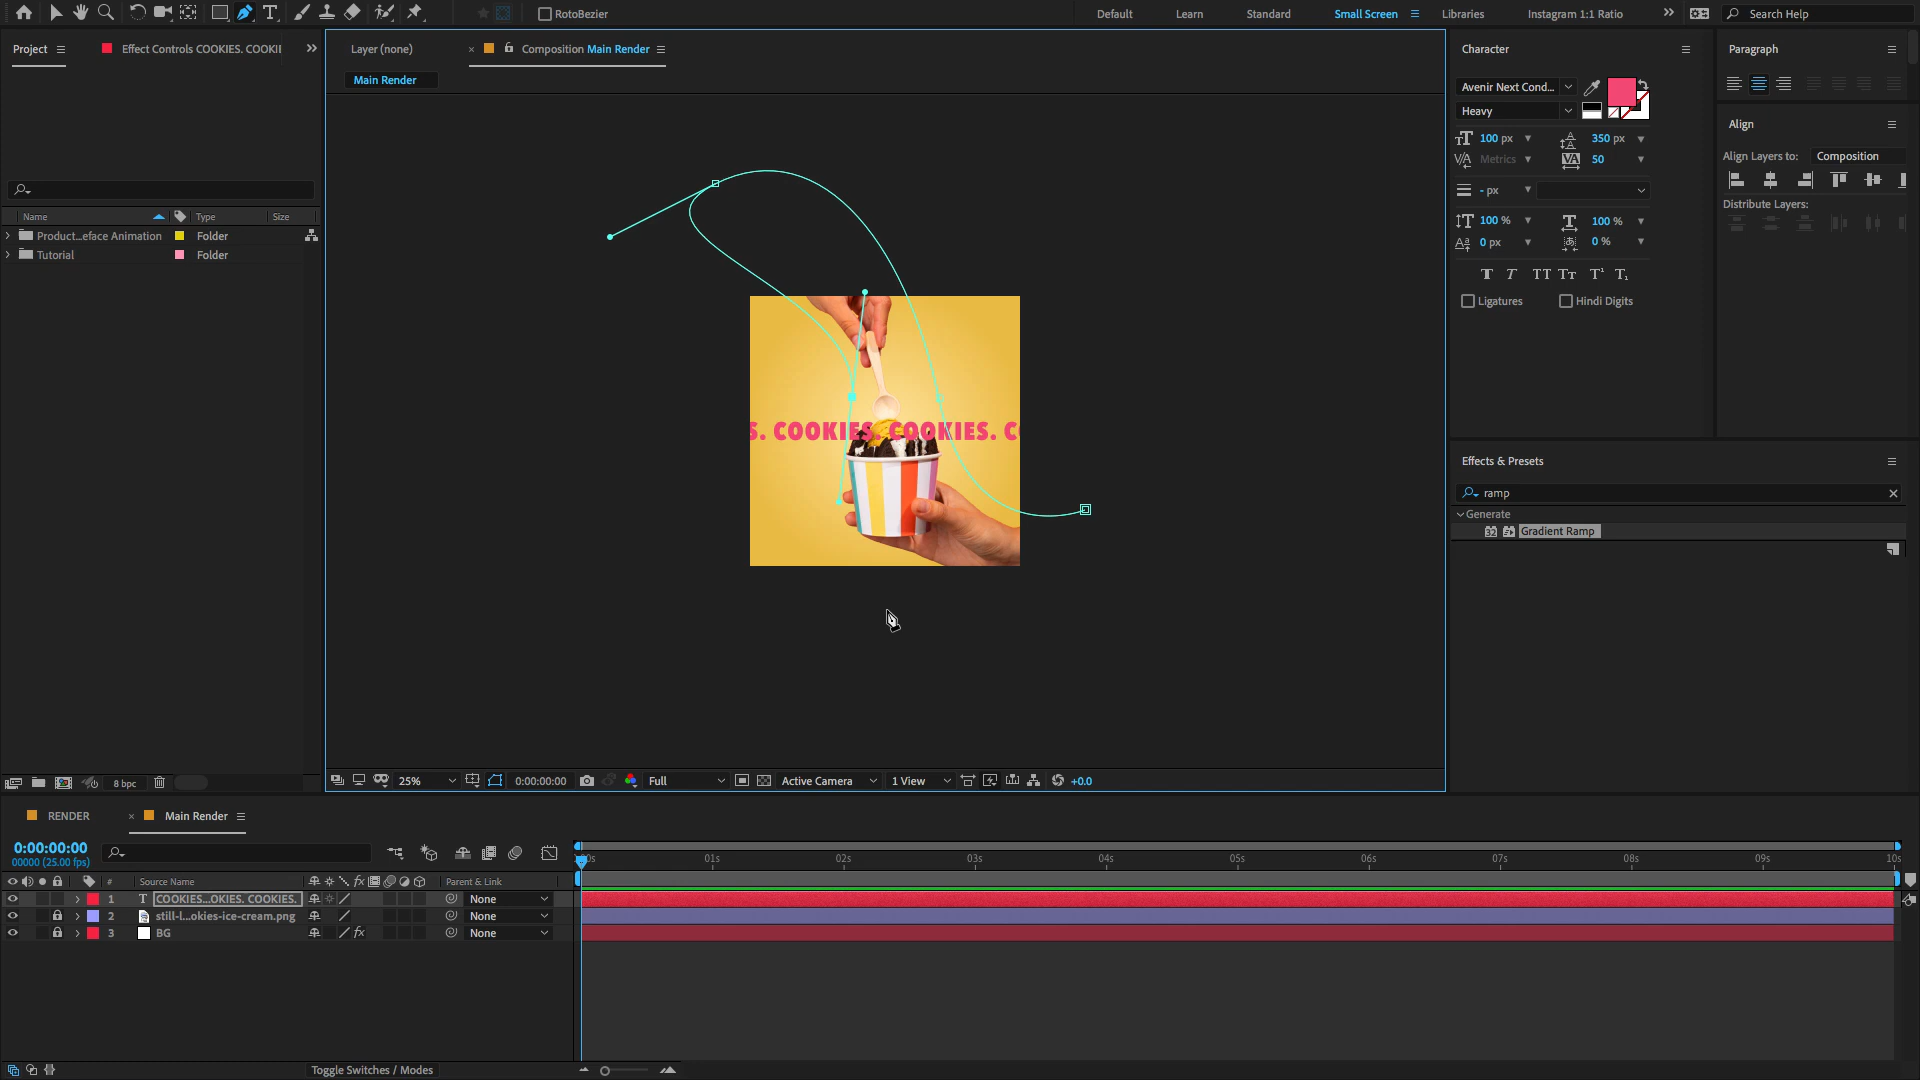 RotoBezier
Default
Learn
Standard
Small Screen
Libraries
Instagram 1:1 Ratio
Search Help
Project
Effect Controls COOKIES. COOKI
Layer (none)
Composition Main Render
Main Render
Character
Paragraph
Avenir Next Cond...
Heavy
100 px
350 px
Metrics
50
- px
100 %
100 %
0 px
0 %
Ligatures
Hindi Digits
Align
Align Layers to:
Composition
Distribute Layers:
Name
Type
Size
Product...eface Animation
Folder
Tutorial
Folder
S. COOKIES. COOKIES. C
Effects & Presets
ramp
Generate
Gradient Ramp
8 bpc
25%
0:00:00:00
Full
Active Camera
1 View
+0.0
RENDER
Main Render
0:00:00:00
00000 (25.00 fps)
01s
02s
03s
04s
05s
06s
07s
08s
09s
10s
#
Source Name
Parent & Link
1
COOKIES...OKIES. COOKIES.
None
2
still-l...okies-ice-cream.png
None
3
BG
None
Toggle Switches / Modes